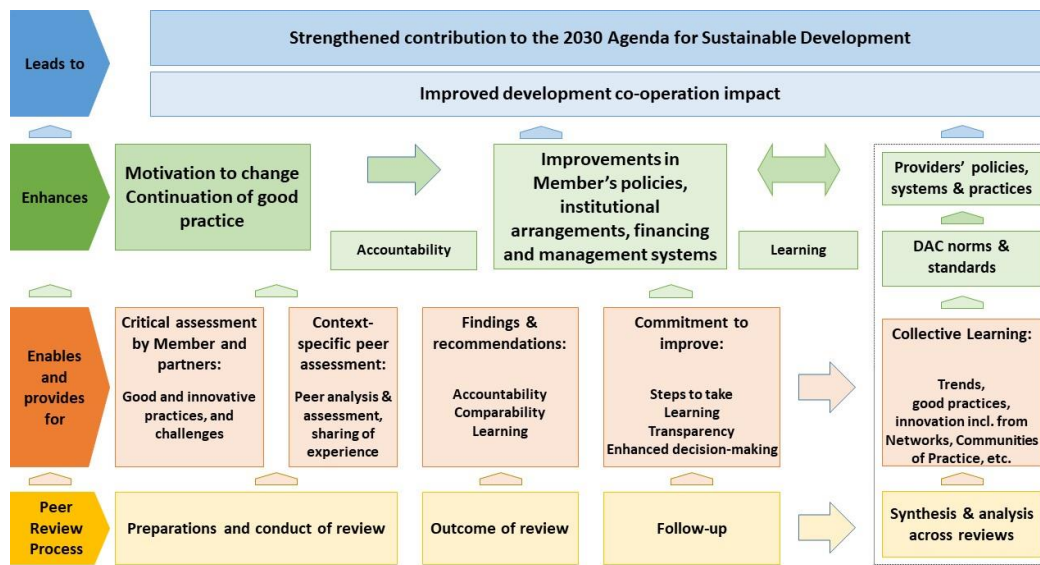 Leads to
Strengthened contribution to the 2030 Agenda for Sustainable Development
Improved development co-operation impact
Enhances
Motivation to change
Continuation of good
practice
Accountability
Improvements in
Member's policies,
institutional
arrangements, financing
and management systems
Learning
Providers' policies,
systems & practices
DAC norms &
standards
Enables
and
provides
for
Critical assessment
by Member and
partners:
Good and innovative
practices, and
challenges
Context-
specific peer
assessment:
Peer analysis &
assessment,
sharing of
experience
Findings &
recommendations:
Accountability
Comparability
Learning
Commitment to
improve:
Steps to take
Learning
Transparency
Enhanced decision-making
Collective Learning:
Trends,
good practices,
innovation incl. from
Networks, Communities
of Practice, etc.
Peer
Review
Process
Preparations and conduct of review
Outcome of review
Follow-up
Synthesis & analysis
across reviews